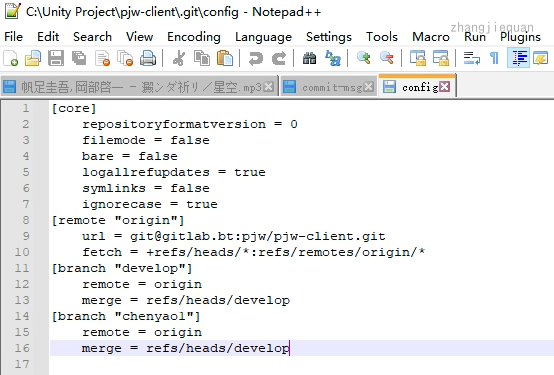 C:\Unity Project\pjw-client\.git\config - Notepad++
zhangjiequan
File Edit Search View Encoding Language Settings Tools Macro Run Plugins
帆足圭吾,岡部啓一 - 繋ンダ祈リ／星空.mp3 commit-msg config
1 [core]
2 repositoryformatversion = 0
3 filemode = false
4 bare = false
5 logallrefupdates = true
6 symlinks = false
7 ignorecase = true
8 [remote "origin"]
9 url = git@gitlab.bt:pjw/pjw-client.git
10 fetch = +refs/heads/*:refs/remotes/origin/*
11 [branch "develop"]
12 remote = origin
13 merge = refs/heads/develop
14 [branch "chenyao1"]
15 remote = origin
16 merge = refs/heads/develop
17